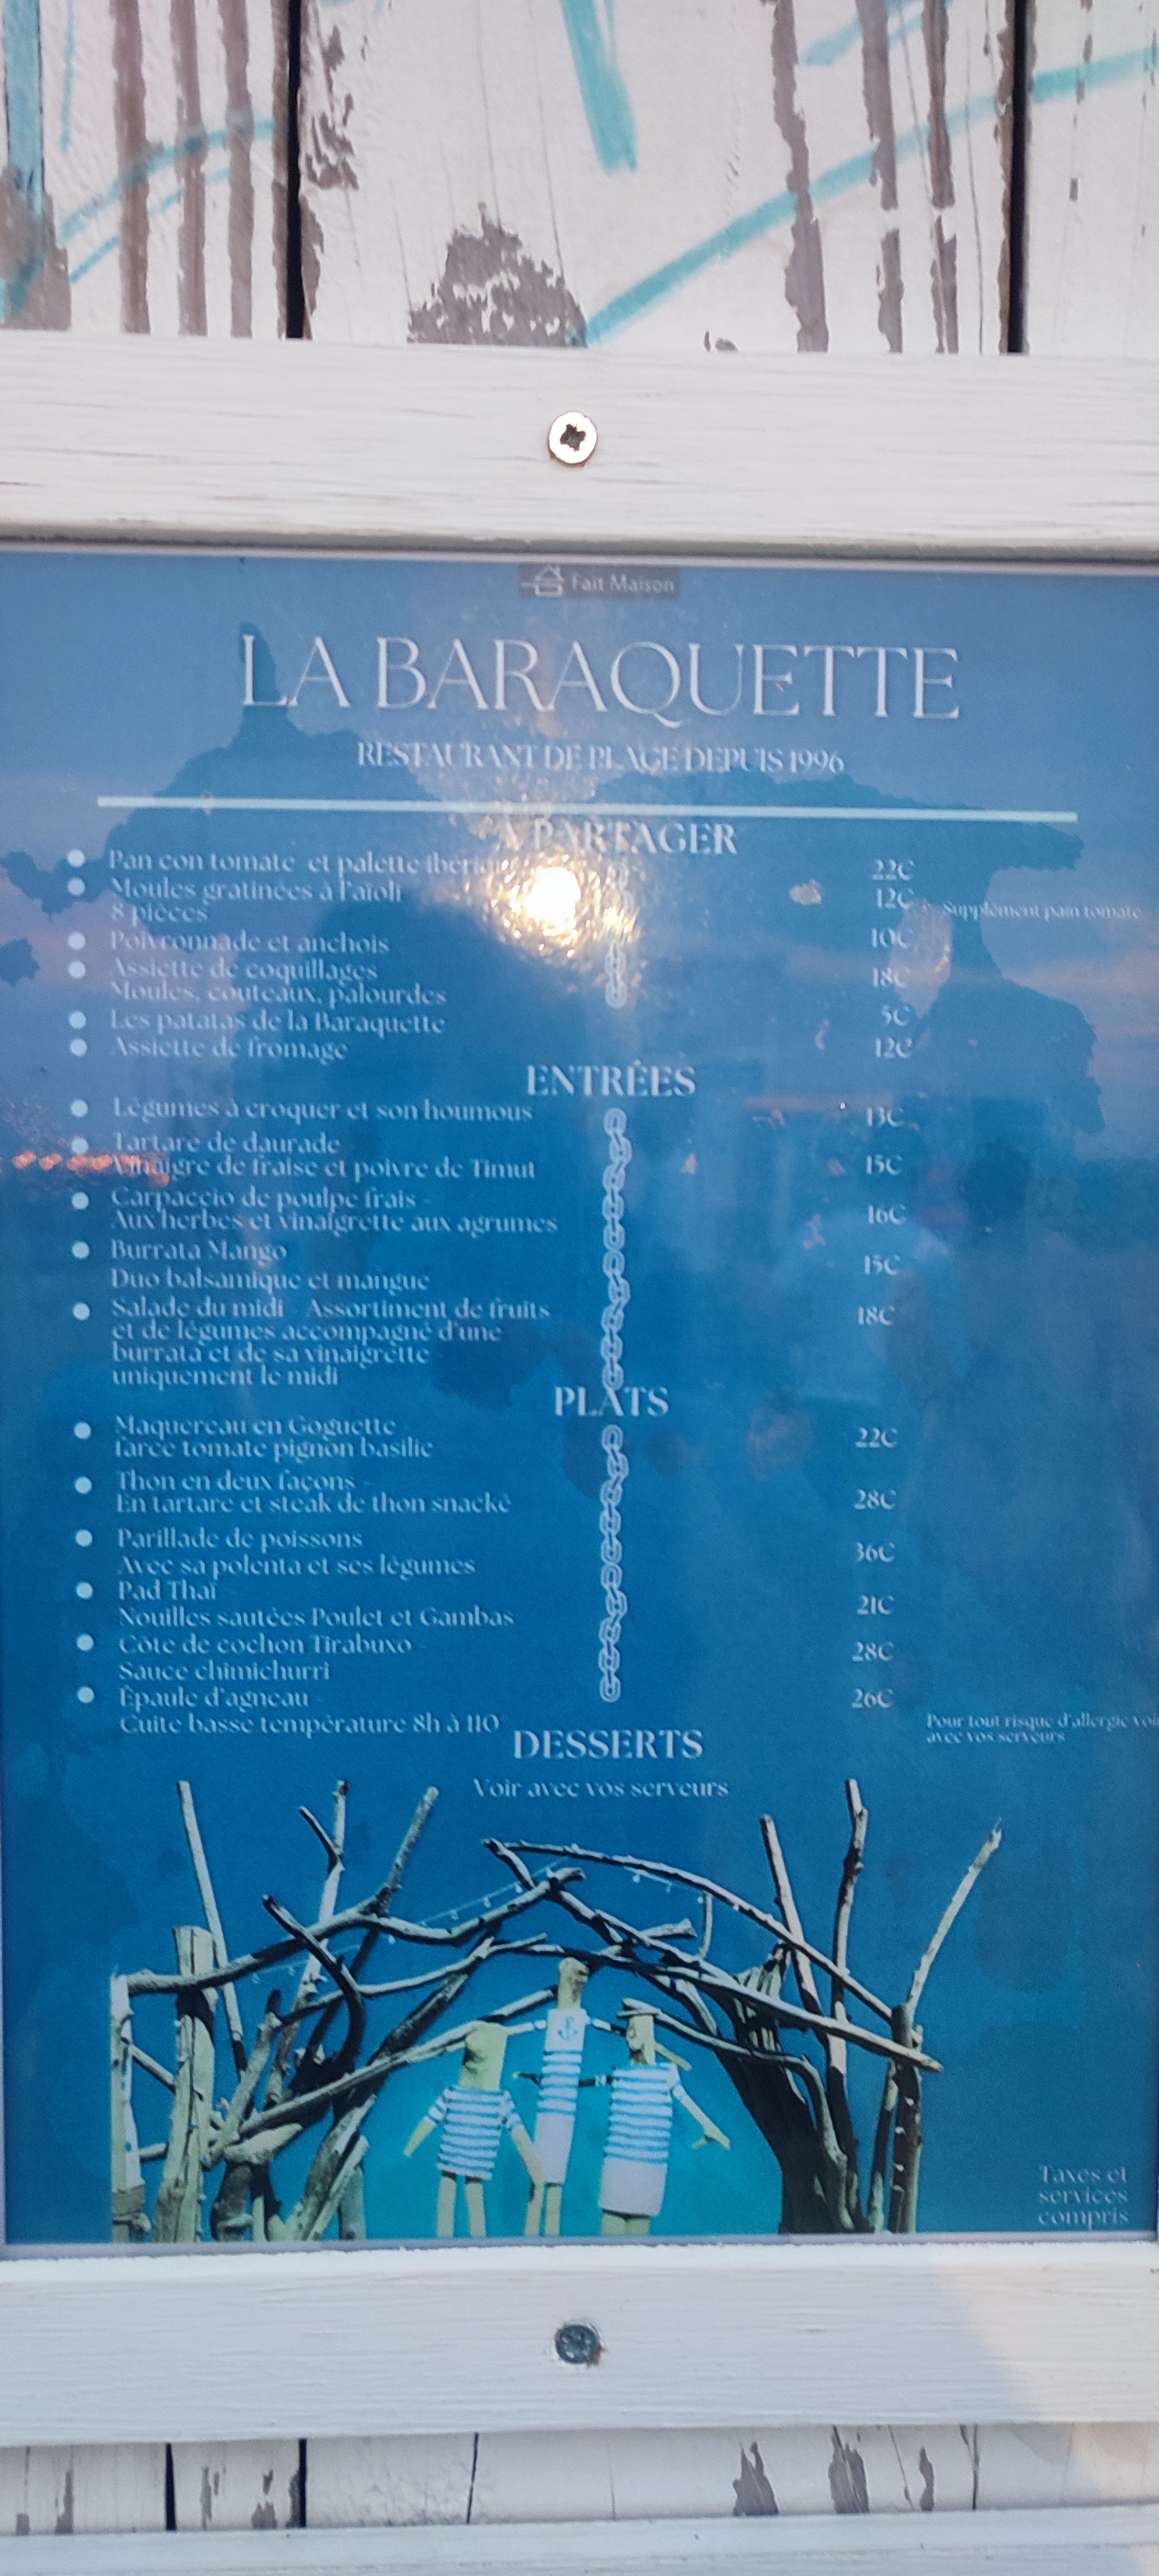 Fait Maison
LA BARAQUETTE
RESTAURANT DE PLAGE DEPUIS 1996
À PARTAGER
Pan con tomate et palette 22€
Moules gratinées à l'aïoli 12€ Supplément pain tomate
8 pièces
Poivronnade et anchois 10€
Assiette de coquillages 18€
Moules, couteaux, palourdes
Les patatas de la Baraquette 5€
Assiette de fromage 12€
ENTRÉES
Légumes à croquer et son houmous 13€
Tartare de daurade
Vinaigre de fraise et poivre de Timut 15€
Carpaccio de poulpe frais -
Aux herbes et vinaigrette aux agrumes 16€
Burrata Mango
Duo balsamique et mangue 15€
Salade du midi - Assortiment de fruits 18€
et de légumes accompagné d'une
burrata et de sa vinaigrette
uniquement le midi
PLATS
Maquereau en Goguette -
farce tomate pignon basilic 22€
Thon en deux façons -
En tartare et steak de thon snacké 28€
Parillade de poissons
Avec sa polenta et ses légumes 36€
Pad Thaï
Nouilles sautées Poulet et Gambas 21€
Côte de cochon Tirabuxo -
Sauce chimichurri 28€
Épaule d'agneau - 26€
Cuite basse température 8h à 110°
Pour tout risque d'allergie voir
avec vos serveurs
DESSERTS
Voir avec vos serveurs
Taxes et
services
compris